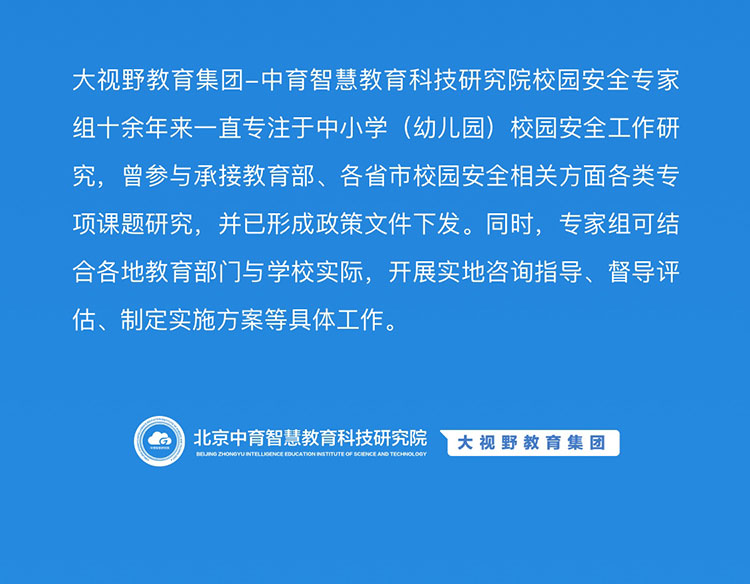 大视野教育集团-中育智慧教育科技研究院校园安全专家
组十余年来一直专注于中小学（幼儿园）校园安全工作研
究，曾参与承接教育部、各省市校园安全相关方面各类专
项课题研究，并已形成政策文件下发。同时，专家组可结
合各地教育部门与学校实际，开展实地咨询指导、督导评
估、制定实施方案等具体工作。
北京中育智慧教育科技研究院
BEIJING ZHONGYU INTELLIGENCE EDUCATION INSTITUTE OF SCIENCE AND TECHNOLOGY
大视野教育集团